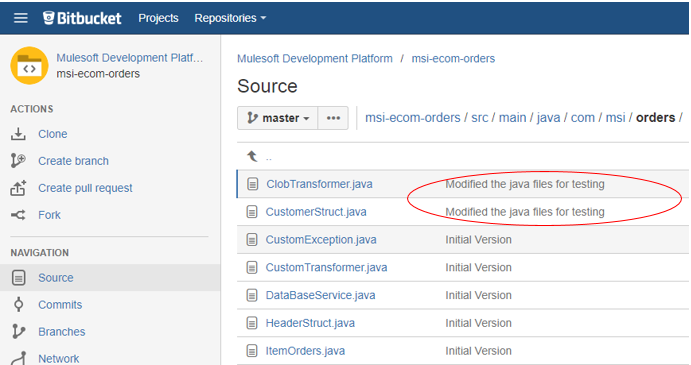 Bitbucket Projects Repositories
Mulesoft Development Platf...
msi-ecom-orders
ACTIONS
Clone
Create branch
Create pull request
Fork
NAVIGATION
Source
Commits
Branches
Network
Mulesoft Development Platform / msi-ecom-orders
Source
master ••• msi-ecom-orders / src / main / java / com / msi / orders /
..
ClobTransformer.java Modified the java files for testing
CustomerStruct.java Modified the java files for testing
CustomException.java Initial Version
CustomTransformer.java Initial Version
DataBaseService.java Initial Version
HeaderStruct.java Initial Version
ItemOrders.java Initial Version